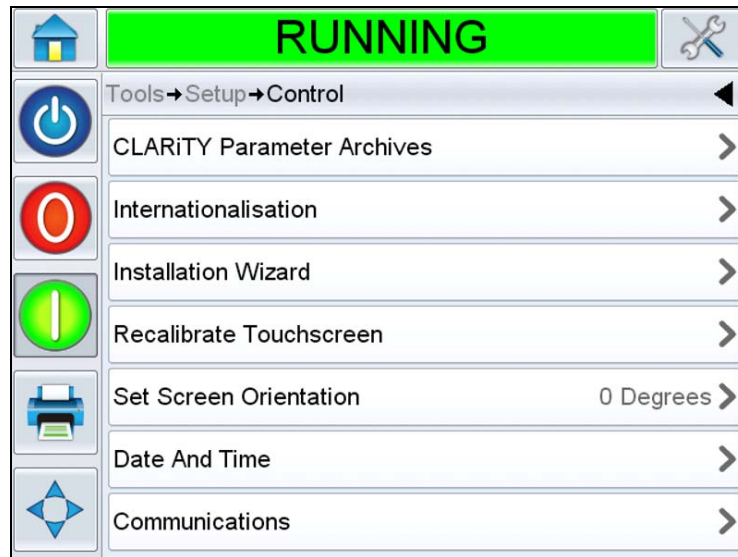 RUNNING
Tools→Setup→Control
CLARiTY Parameter Archives
Internationalisation
Installation Wizard
Recalibrate Touchscreen
Set Screen Orientation 0 Degrees
Date And Time
Communications